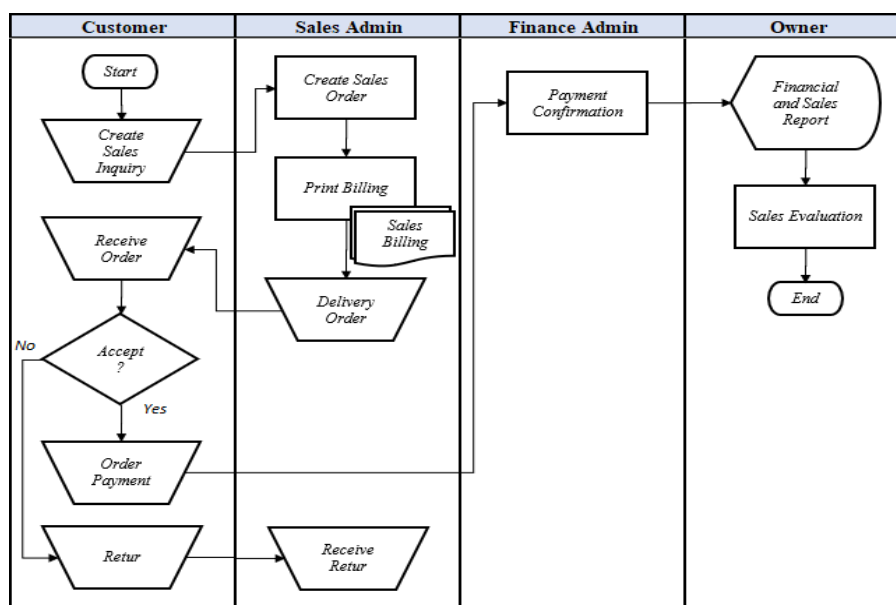 Customer
Sales Admin
Finance Admin
Owner
Start
Create
Sales
Inquiry
Receive
Order
Accept
?
No
Yes
Order
Payment
Retur
Create Sales
Order
Print Billing
Sales
Billing
Delivery
Order
Receive
Retur
Payment
Confirmation
Financial
and Sales
Report
Sales Evaluation
End